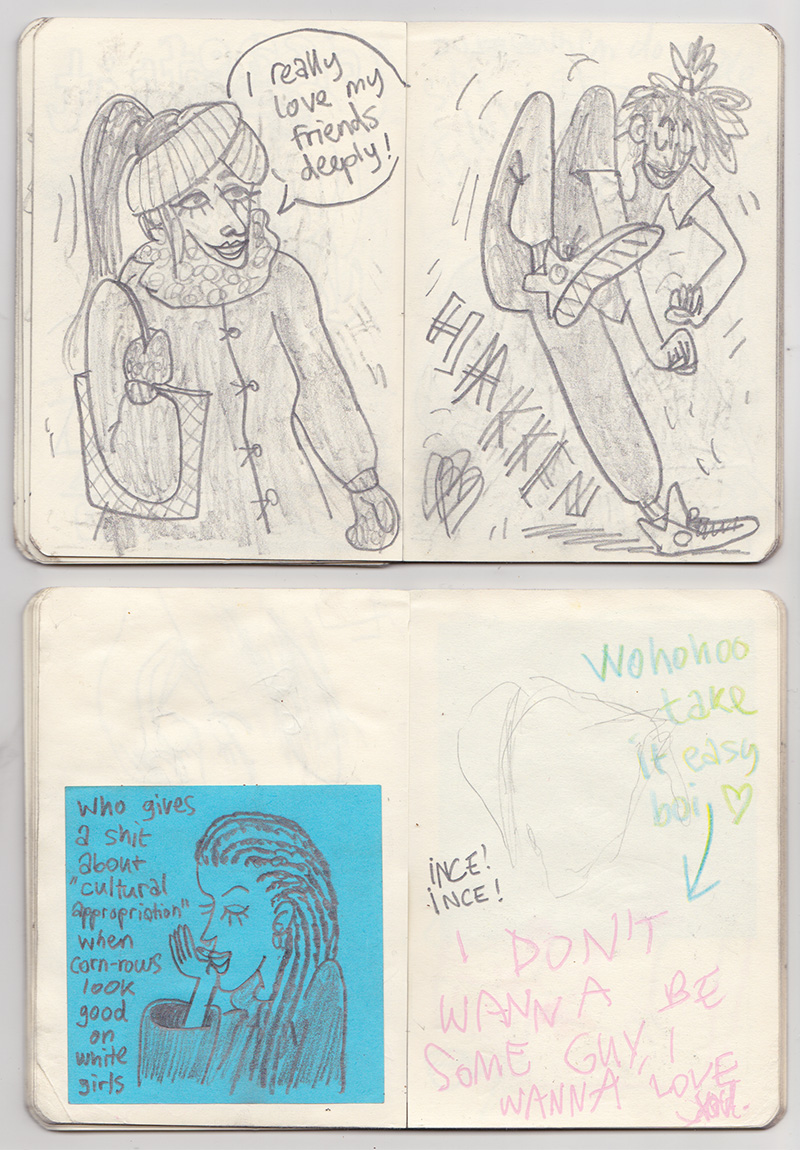 I really
love my
friends
deeply!
HAKKEN
who gives
a shit
about
"cultural
appropriation"
when
corn-rows
look
good
on
white
girls
Wohohoo
take
it easy
boi
iNCE!
iNCE!
I DON'T
WANNA BE
SOME GUY, I
WANNA LOVE